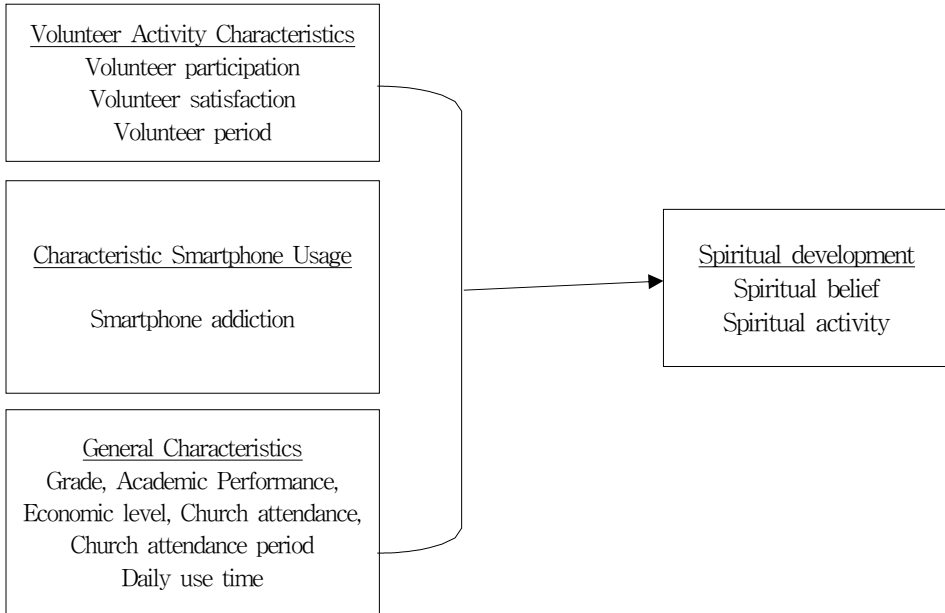 Volunteer Activity Characteristics
Volunteer participation
Volunteer satisfaction
Volunteer period
Characteristic Smartphone Usage
Smartphone addiction
General Characteristics
Grade, Academic Performance,
Economic level, Church attendance,
Church attendance period
Daily use time
Spiritual development
Spiritual belief
Spiritual activity